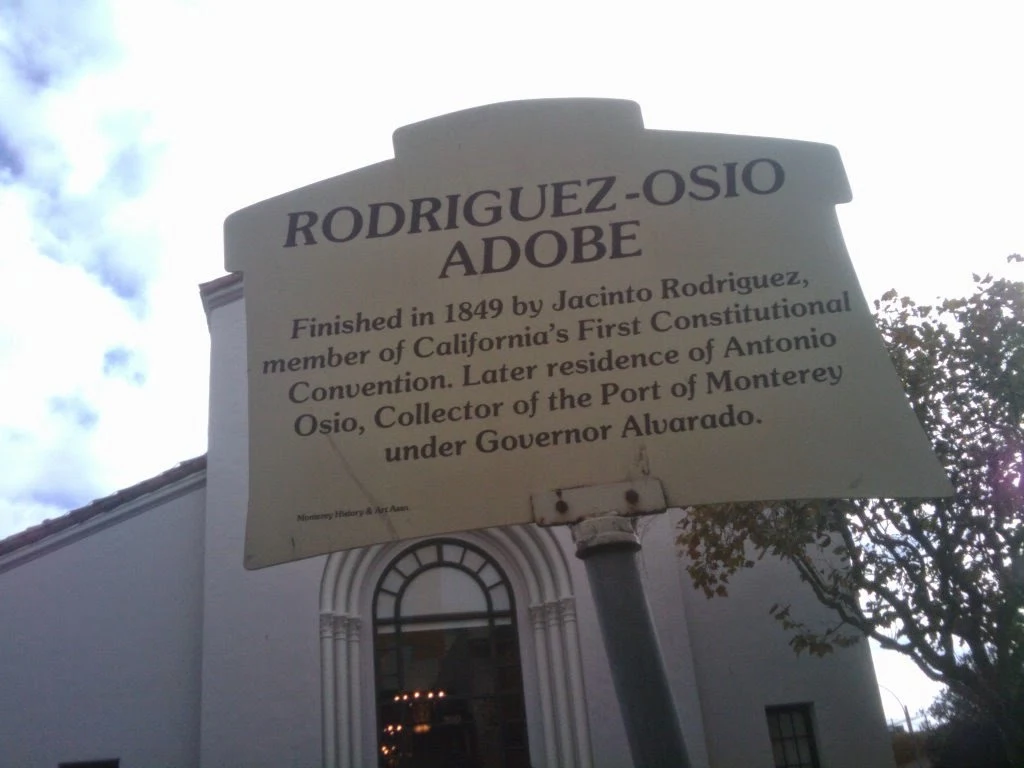 RODRIGUEZ-OSIO
ADOBE
Finished in 1849 by Jacinto Rodriguez,
member of California's First Constitutional
Convention. Later residence of Antonio
Osio, Collector of the Port of Monterey
under Governor Alvarado.
Monterey History & Art Assn.